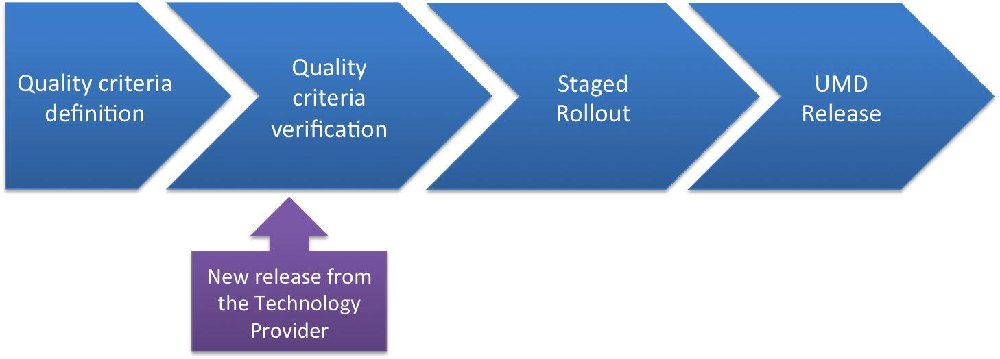 Quality criteria
definition
Quality
criteria
verification
Staged
Rollout
UMD
Release
New release from
the Technology
Provider